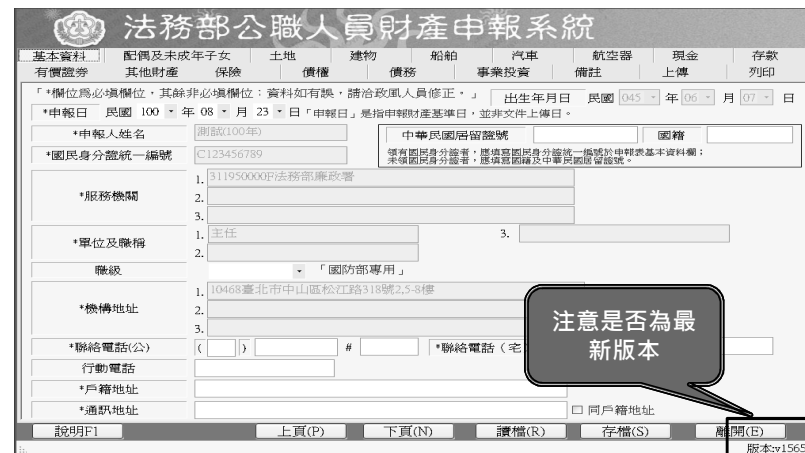 法務部公職人員財產申報系統
基本資料 配偶及未成年子女 土地 建物 船舶 汽車 航空器 現金 存款
有價證券 其他財產 保險 債權 債務 事業投資 備註 上傳 列印
「*欄位為必填欄位，其餘非必填欄位：資料如有誤，請洽政風人員修正。」 出生年月日 民國 045 年 06 月 07 日
*申報日 民國 100 年 08 月 23 日「申報日」是指申報財產基準日，並非文件上傳日。
*申報人姓名 測試(100年) 中華民國居留證號 國籍
*國民身分證統一編號 C123456789 領有國民身分證者，應填寫國民身分證統一編號於申報表基本資料欄；
未領國民身分證者，應填寫國籍及中華民國居留證號。
*服務機關 1. 311950000F法務部廉政署
2.
3.
*單位及職稱 1. 主任 3.
2.
職級 「國防部專用」
*機構地址 1. 10468臺北市中山區松江路318號2,5-8樓
2.
3.
注意是否為最
新版本
*聯絡電話(公) ( ) # *聯絡電話（宅
行動電話
*戶籍地址
*通訊地址 同戶籍地址
說明F1 上頁(P) 下頁(N) 讀檔(R) 存檔(S) 離開(E)
版本:v1565